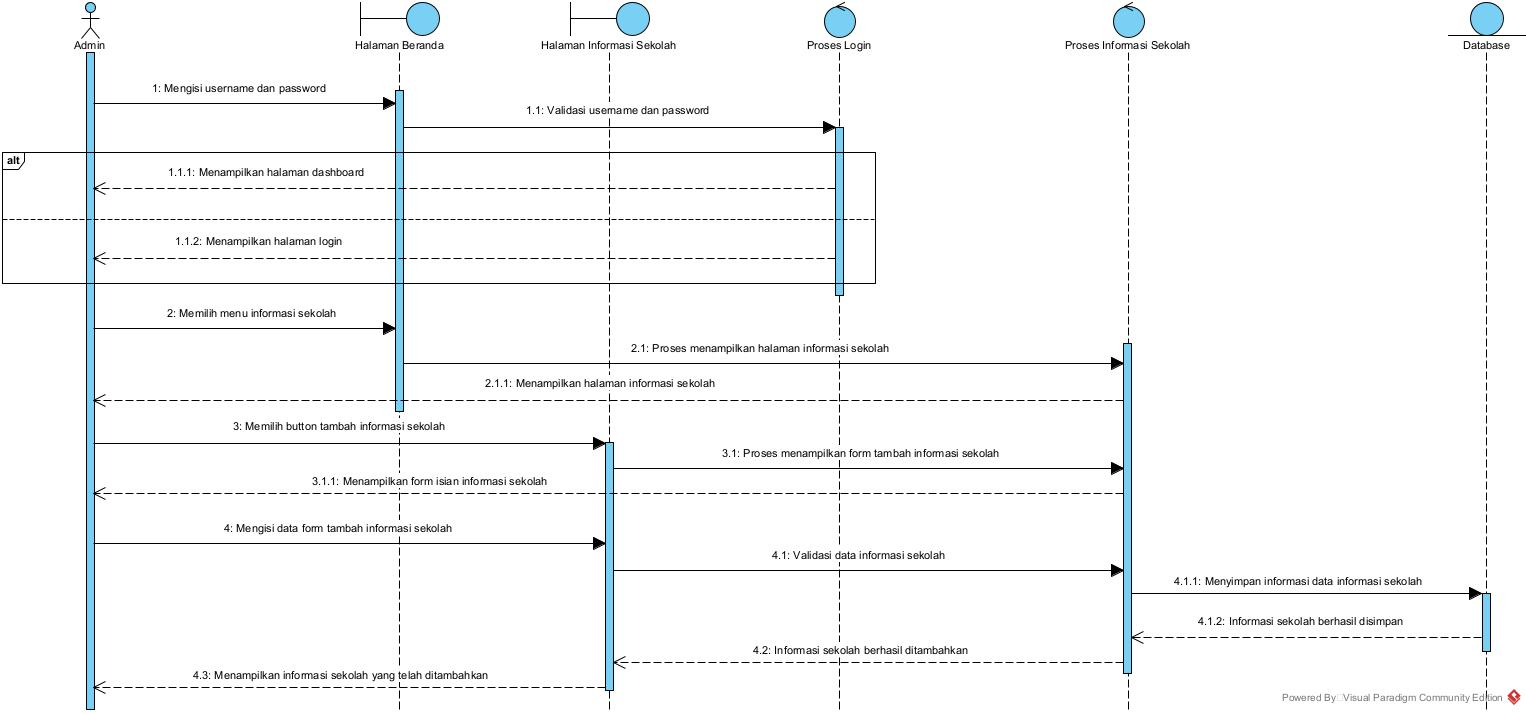 Admin
Halaman Beranda
Halaman Informasi Sekolah
Proses Login
Proses Informasi Sekolah
Database
1: Mengisi username dan password
1.1: Validasi username dan password
alt
1.1.1: Menampilkan halaman dashboard
1.1.2: Menampilkan halaman login
2: Memilih menu informasi sekolah
2.1: Proses menampilkan halaman informasi sekolah
2.1.1: Menampilkan halaman informasi sekolah
3: Memilih button tambah informasi sekolah
3.1: Proses menampilkan form tambah informasi sekolah
3.1.1: Menampilkan form isian informasi sekolah
4: Mengisi data form tambah informasi sekolah
4.1: Validasi data informasi sekolah
4.1.1: Menyimpan informasi data informasi sekolah
4.1.2: Informasi sekolah berhasil disimpan
4.2: Informasi sekolah berhasil ditambahkan
4.3: Menampilkan informasi sekolah yang telah ditambahkan
Powered By Visual Paradigm Community Edition